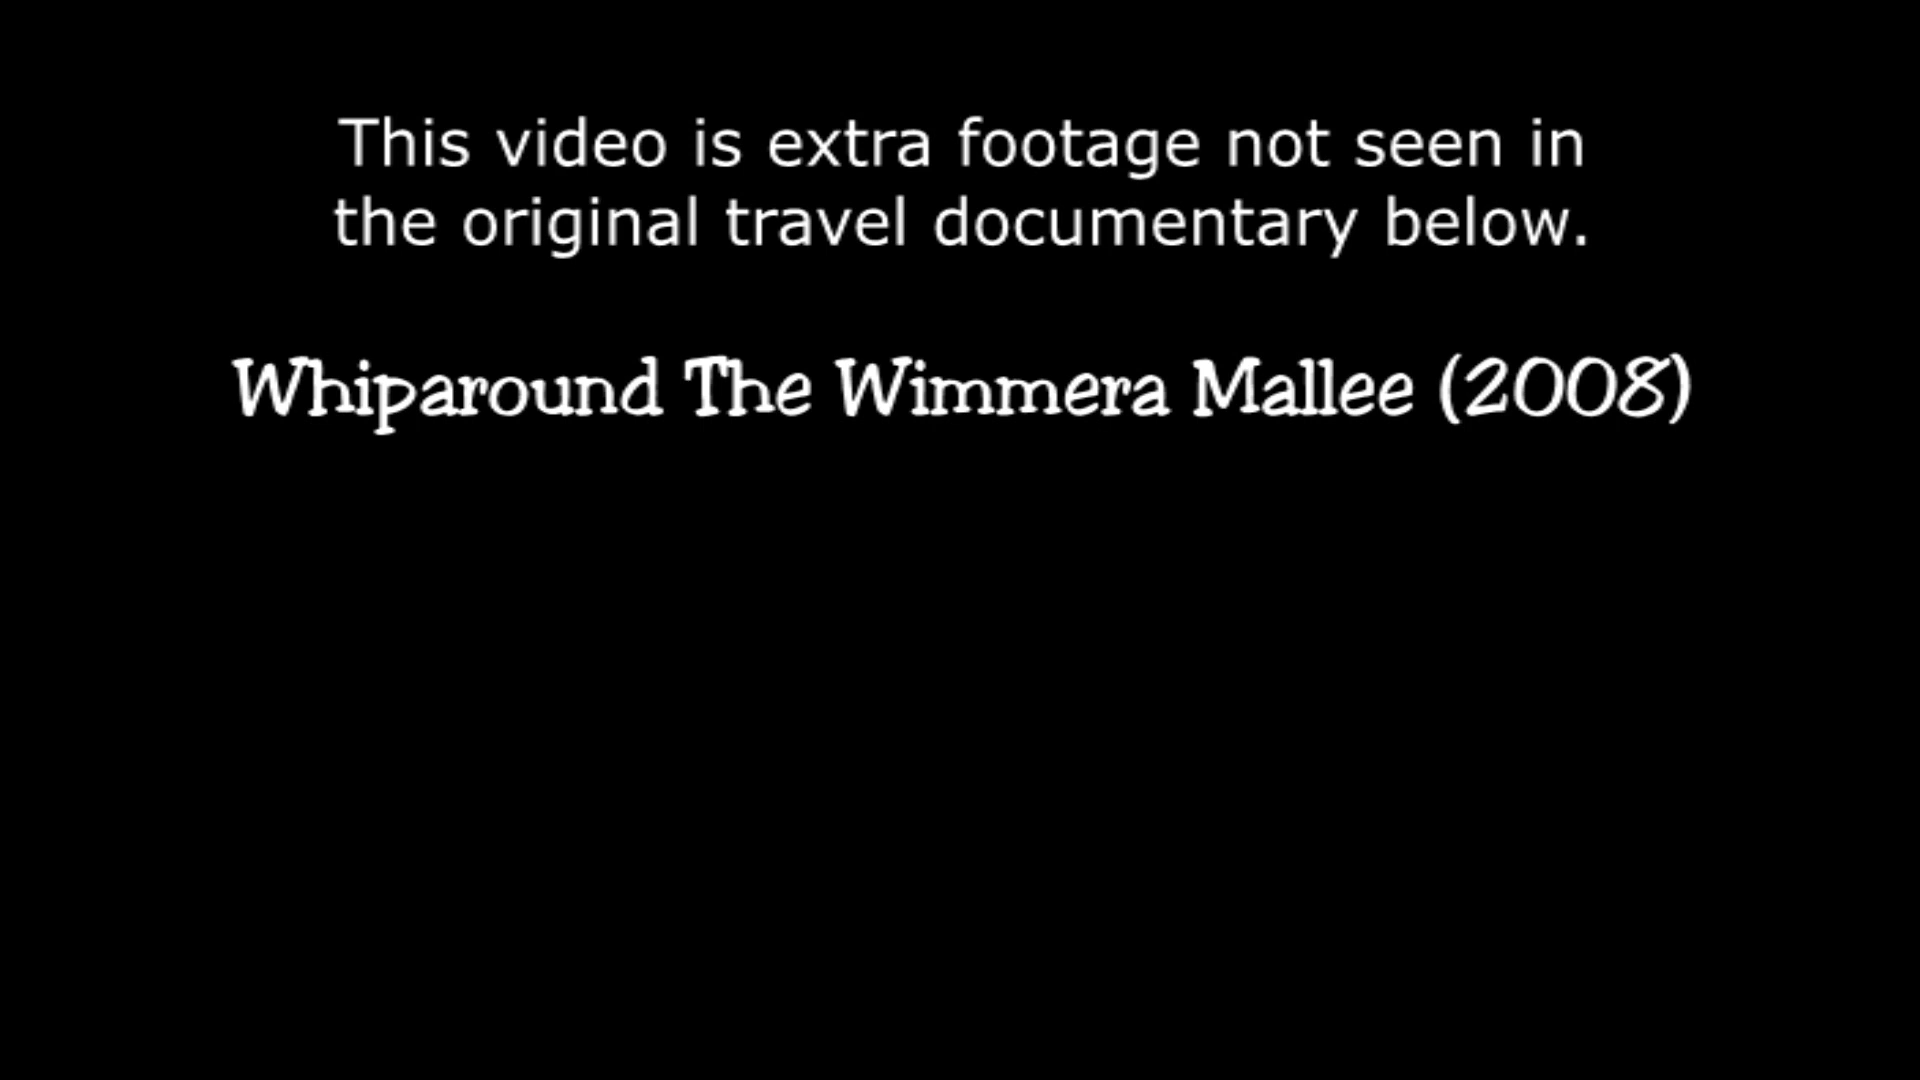 This video is extra footage not seen in
the original travel documentary below.
Whiparound The Wimmera Mallee (2008)